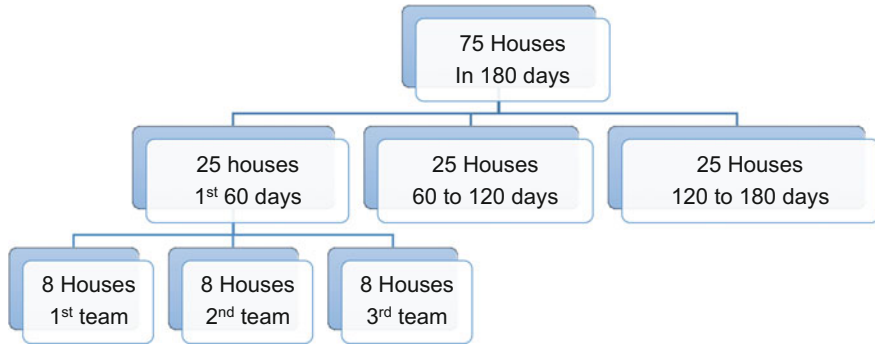 75 Houses
In 180 days
25 houses
1st 60 days
25 Houses
60 to 120 days
25 Houses
120 to 180 days
8 Houses
1st team
8 Houses
2nd team
8 Houses
3rd team